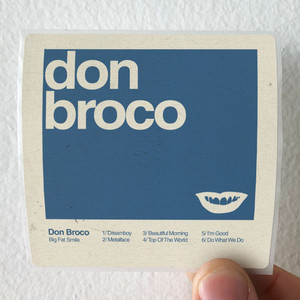 don
broco
Don Broco 1/ Dreamboy 3/ Beautiful Morning 5/ I'm Good
Big Fat Smile 2/ Metalface 4/ Top Of The World 6/ Do What We Do